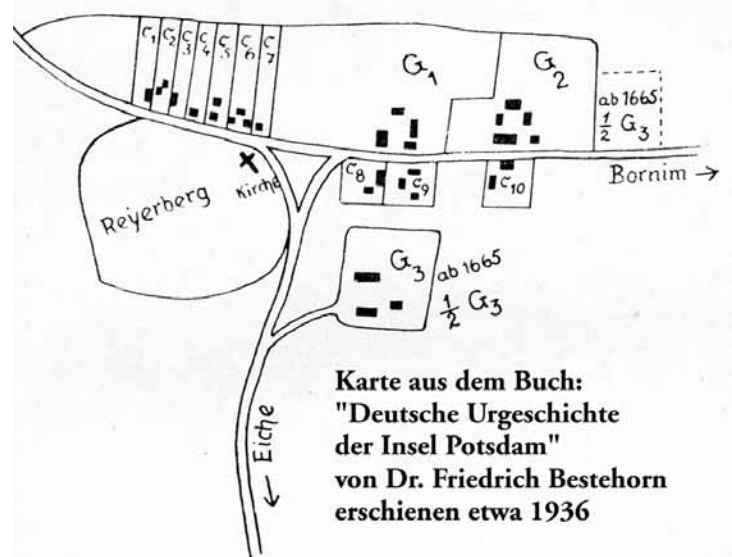 C1 C2 C3 C4 C5 C6 C7
G1
G2
ab 1665
1/2 G3
Bornim →
C8
C9
C10
Kirche
Reyerberg
G3
ab 1665
1/2 G3
← Eiche
Karte aus dem Buch:
"Deutsche Urgeschichte
der Insel Potsdam"
von Dr. Friedrich Bestehorn
erschienen etwa 1936